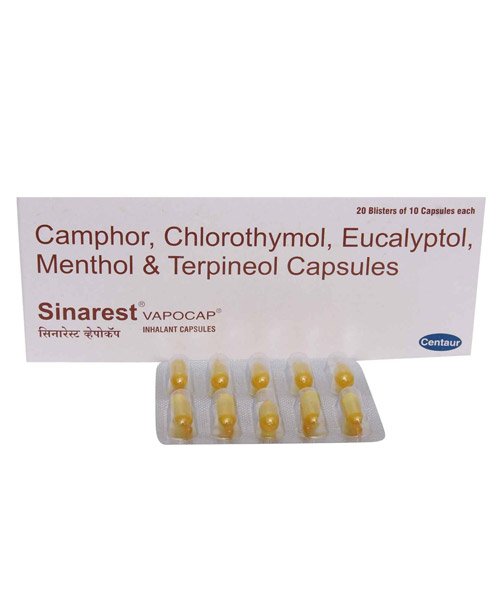 20 Blisters of 10 Capsules each
Camphor, Chlorothymol, Eucalyptol,
Menthol & Terpineol Capsules
Sinarest® VAPOCAP®
सिनारेस्ट व्हेपोकॅप INHALANT CAPSULES
Centaur